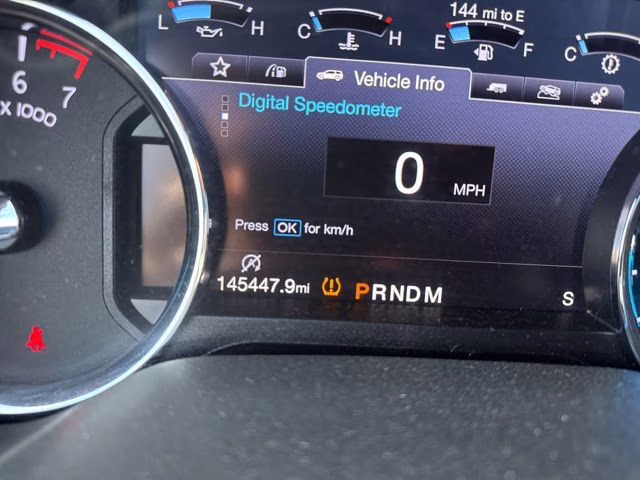 144 mi to E
L H
C H
E F
C
6
7
X 1000
Vehicle Info
Digital Speedometer
0 MPH
Press OK for km/h
145447.9mi PRNDM S